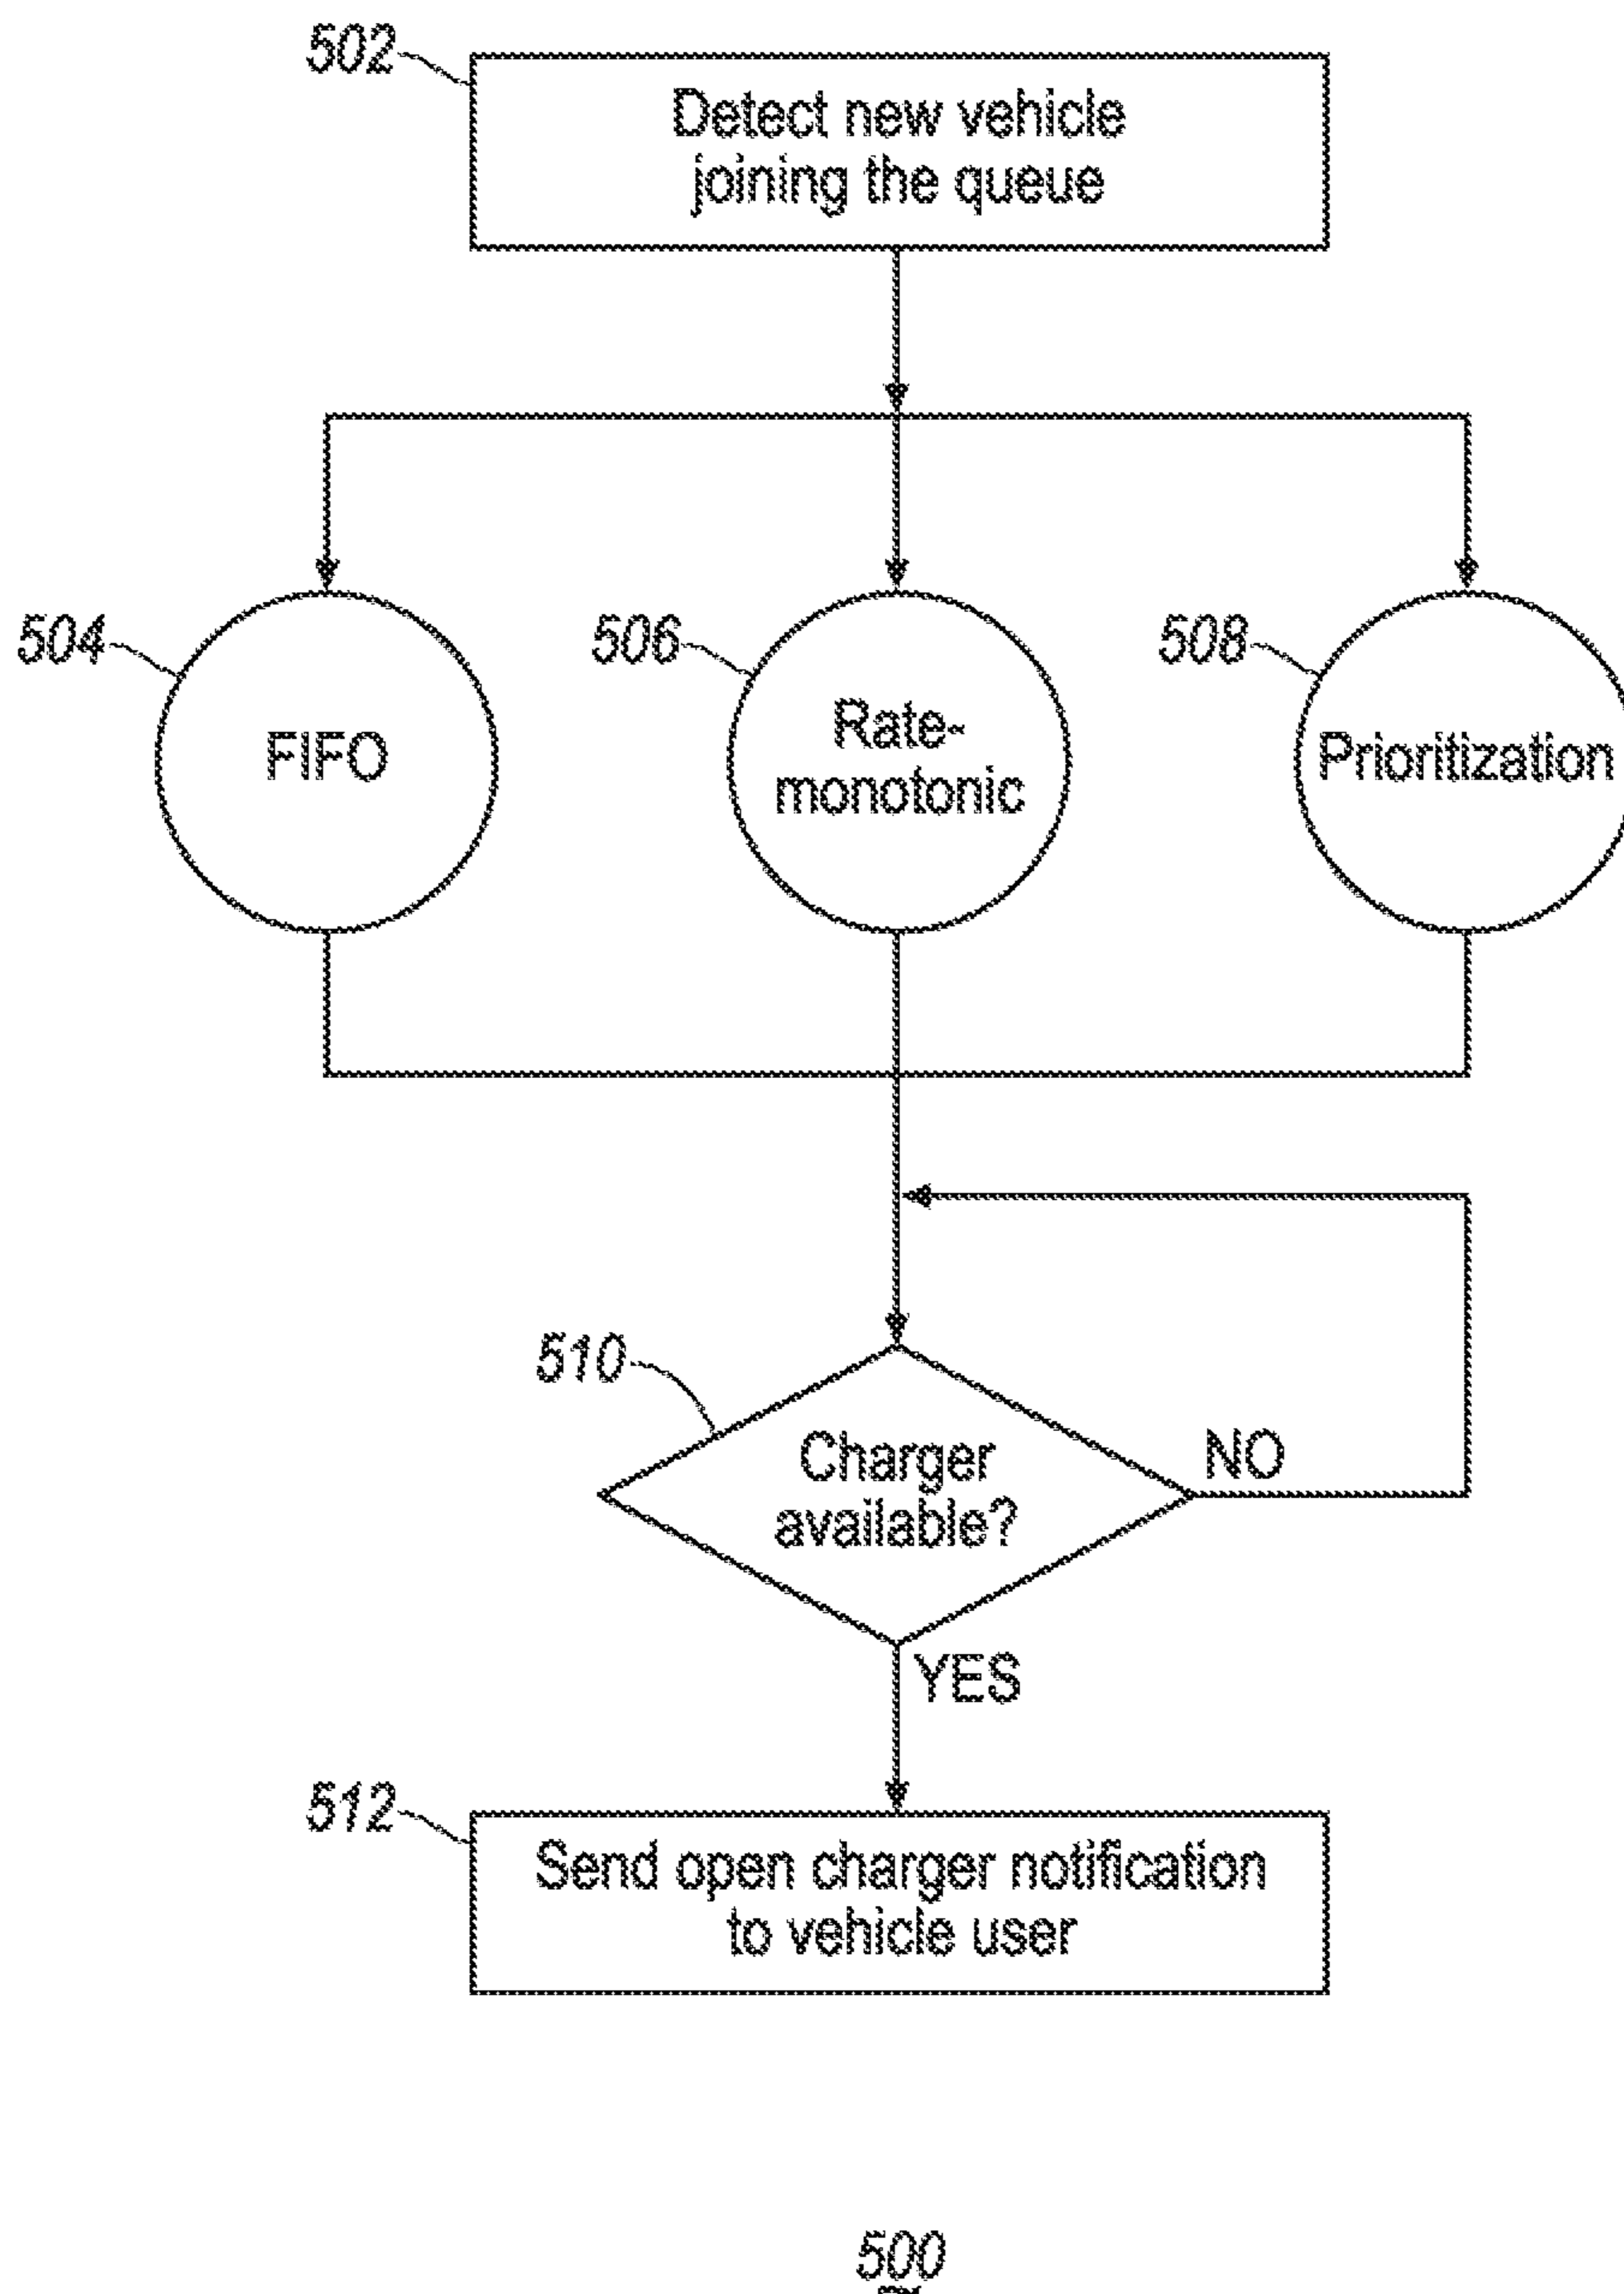 502
Detect new vehicle
joining the queue
504
506
508
FIFO
Rate-
monotonic
Prioritization
510
Charger
available?
NO
YES
512
Send open charger notification
to vehicle user
500